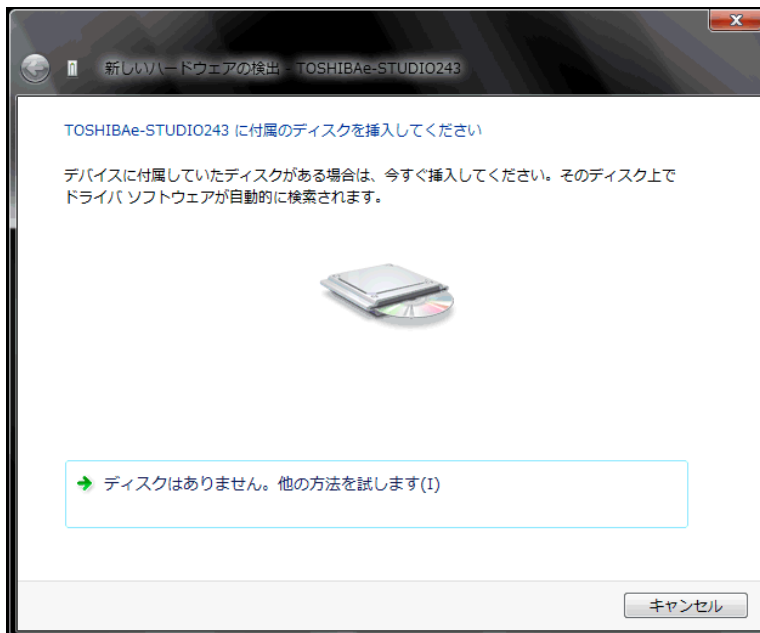 新しいハードウェアの検出 - TOSHIBAe-STUDIO243
TOSHIBAe-STUDIO243 に付属のディスクを挿入してください
デバイスに付属していたディスクがある場合は、今すぐ挿入してください。そのディスク上で
ドライバ ソフトウェアが自動的に検索されます。
ディスクはありません。他の方法を試します(I)
キャンセル